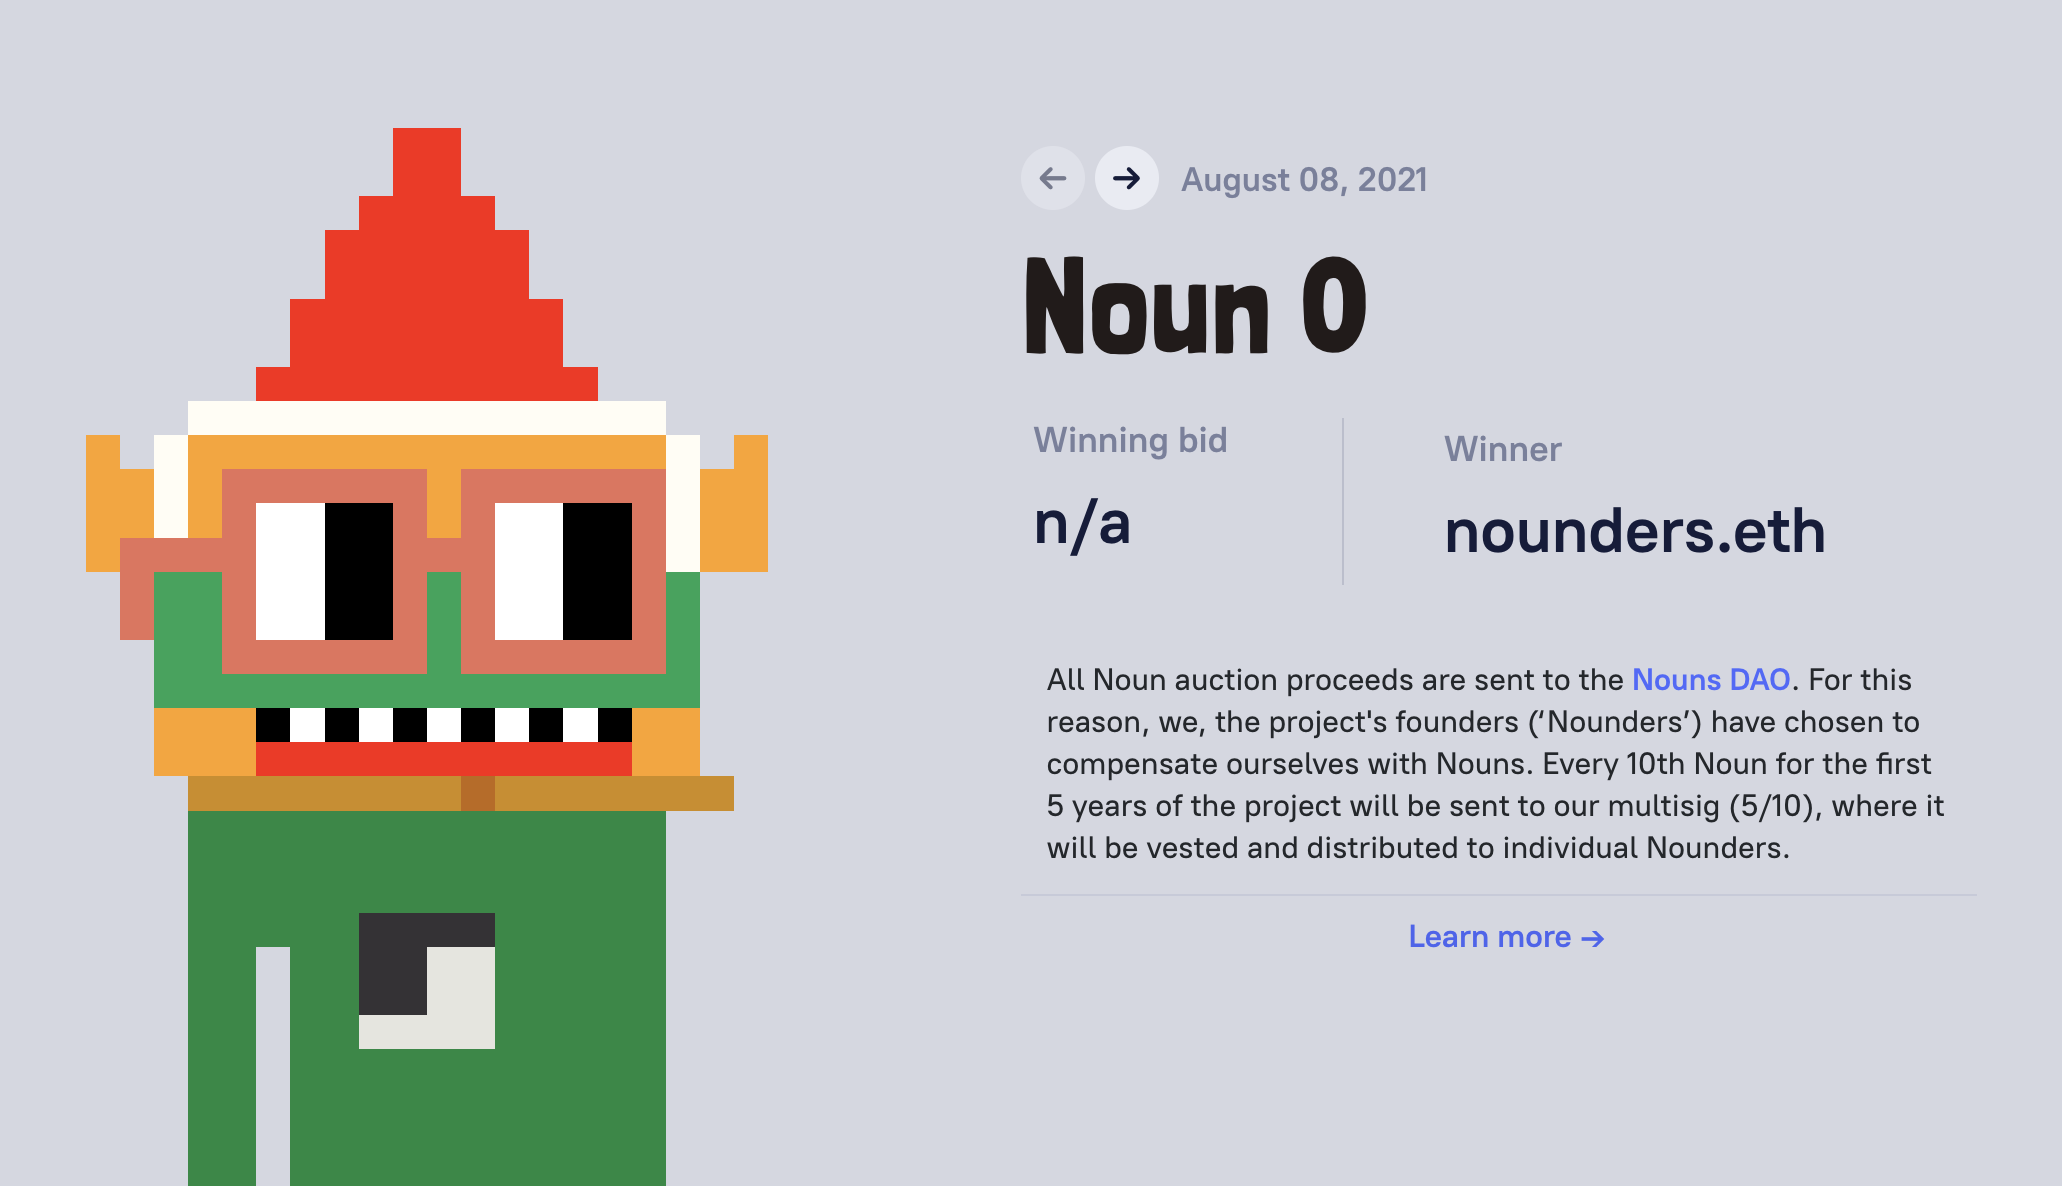 ← → August 08, 2021
Noun 0
Winning bid
n/a
Winner
nounders.eth
All Noun auction proceeds are sent to the Nouns DAO. For this
reason, we, the project's founders (‘Nounders’) have chosen to
compensate ourselves with Nouns. Every 10th Noun for the first
5 years of the project will be sent to our multisig (5/10), where it
will be vested and distributed to individual Nounders.
Learn more →